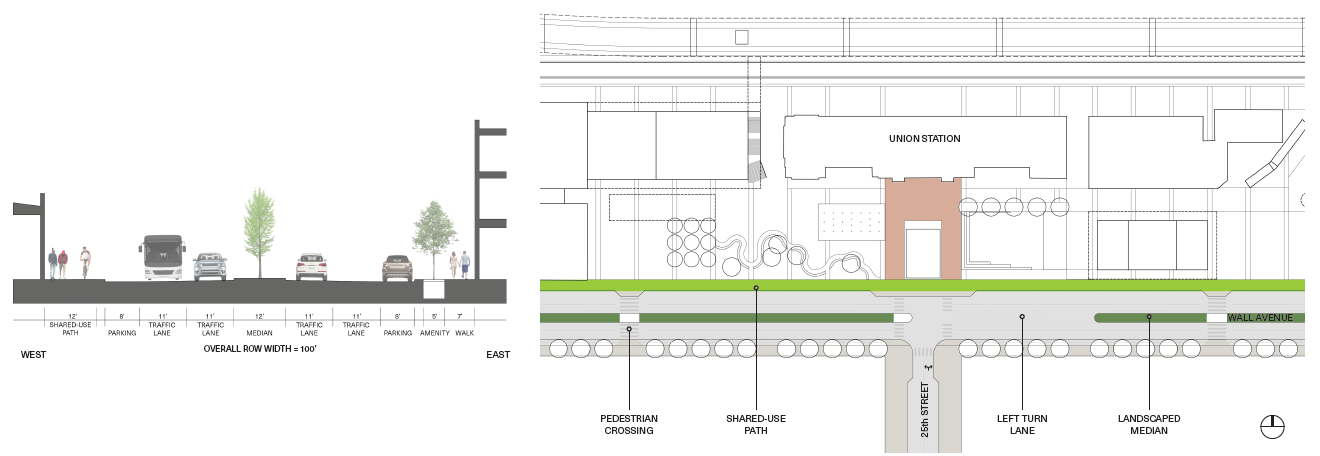 12’
8’
11’
11’
12’
11’
11’
8’
5’
7’
SHARED-USE
PATH
PARKING
TRAFFIC
LANE
TRAFFIC
LANE
MEDIAN
TRAFFIC
LANE
TRAFFIC
LANE
PARKING
AMENITY
WALK
OVERALL ROW WIDTH = 100’
WEST
EAST
UNION STATION
WALL AVENUE
25th STREET
PEDESTRIAN
CROSSING
SHARED-USE
PATH
LEFT TURN
LANE
LANDSCAPED
MEDIAN